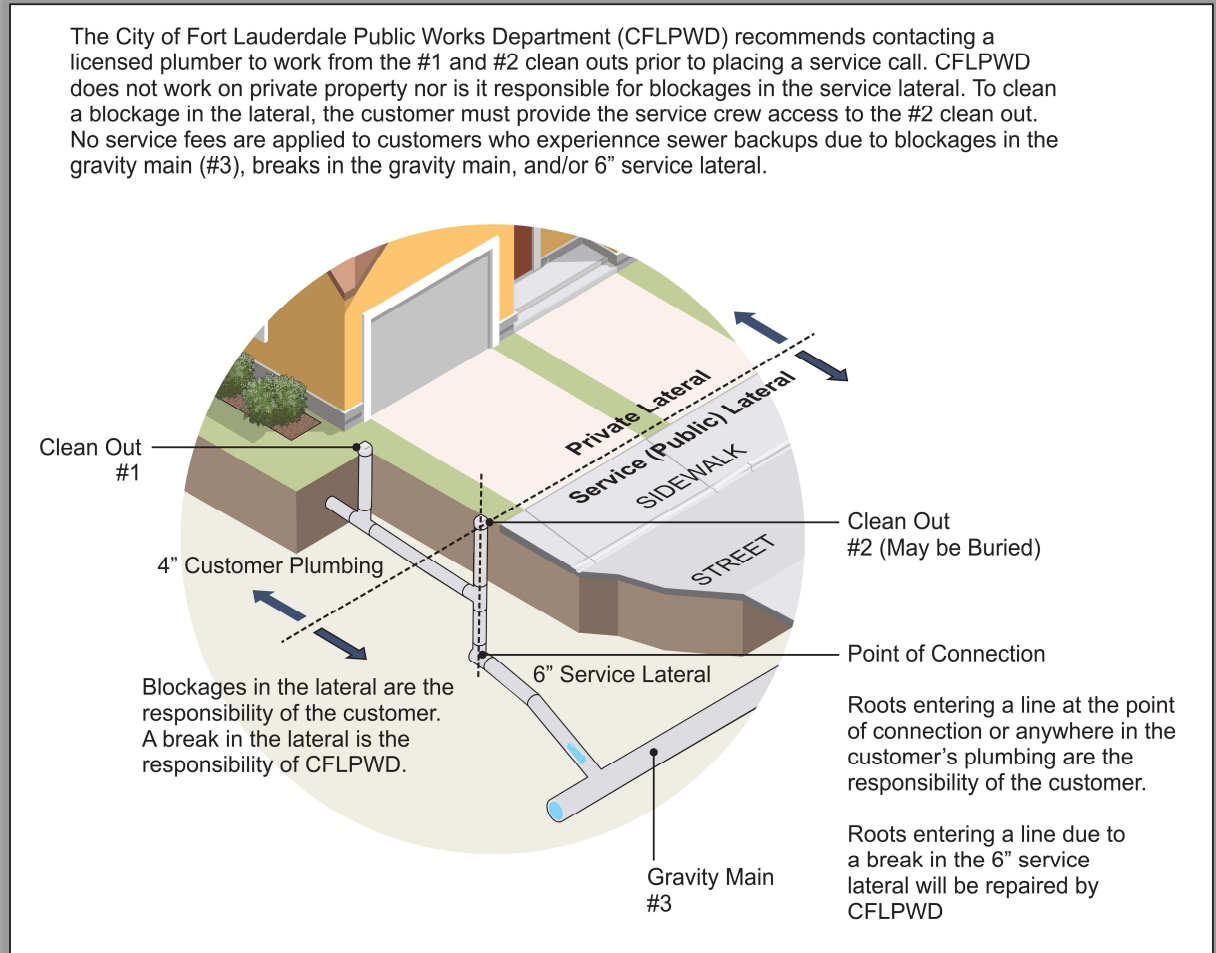 The City of Fort Lauderdale Public Works Department (CFLPWD) recommends contacting a
licensed plumber to work from the #1 and #2 clean outs prior to placing a service call. CFLPWD
does not work on private property nor is it responsible for blockages in the service lateral. To clean
a blockage in the lateral, the customer must provide the service crew access to the #2 clean out.
No service fees are applied to customers who experiennce sewer backups due to blockages in the
gravity main (#3), breaks in the gravity main, and/or 6” service lateral.
Private Lateral
Service (Public) Lateral
SIDEWALK
STREET
Clean Out
#1
Clean Out
#2 (May be Buried)
4” Customer Plumbing
Point of Connection
6” Service Lateral
Blockages in the lateral are the
responsibility of the customer.
A break in the lateral is the
responsibility of CFLPWD.
Roots entering a line at the point
of connection or anywhere in the
customer’s plumbing are the
responsibility of the customer.
Roots entering a line due to
a break in the 6” service
lateral will be repaired by
CFLPWD
Gravity Main
#3